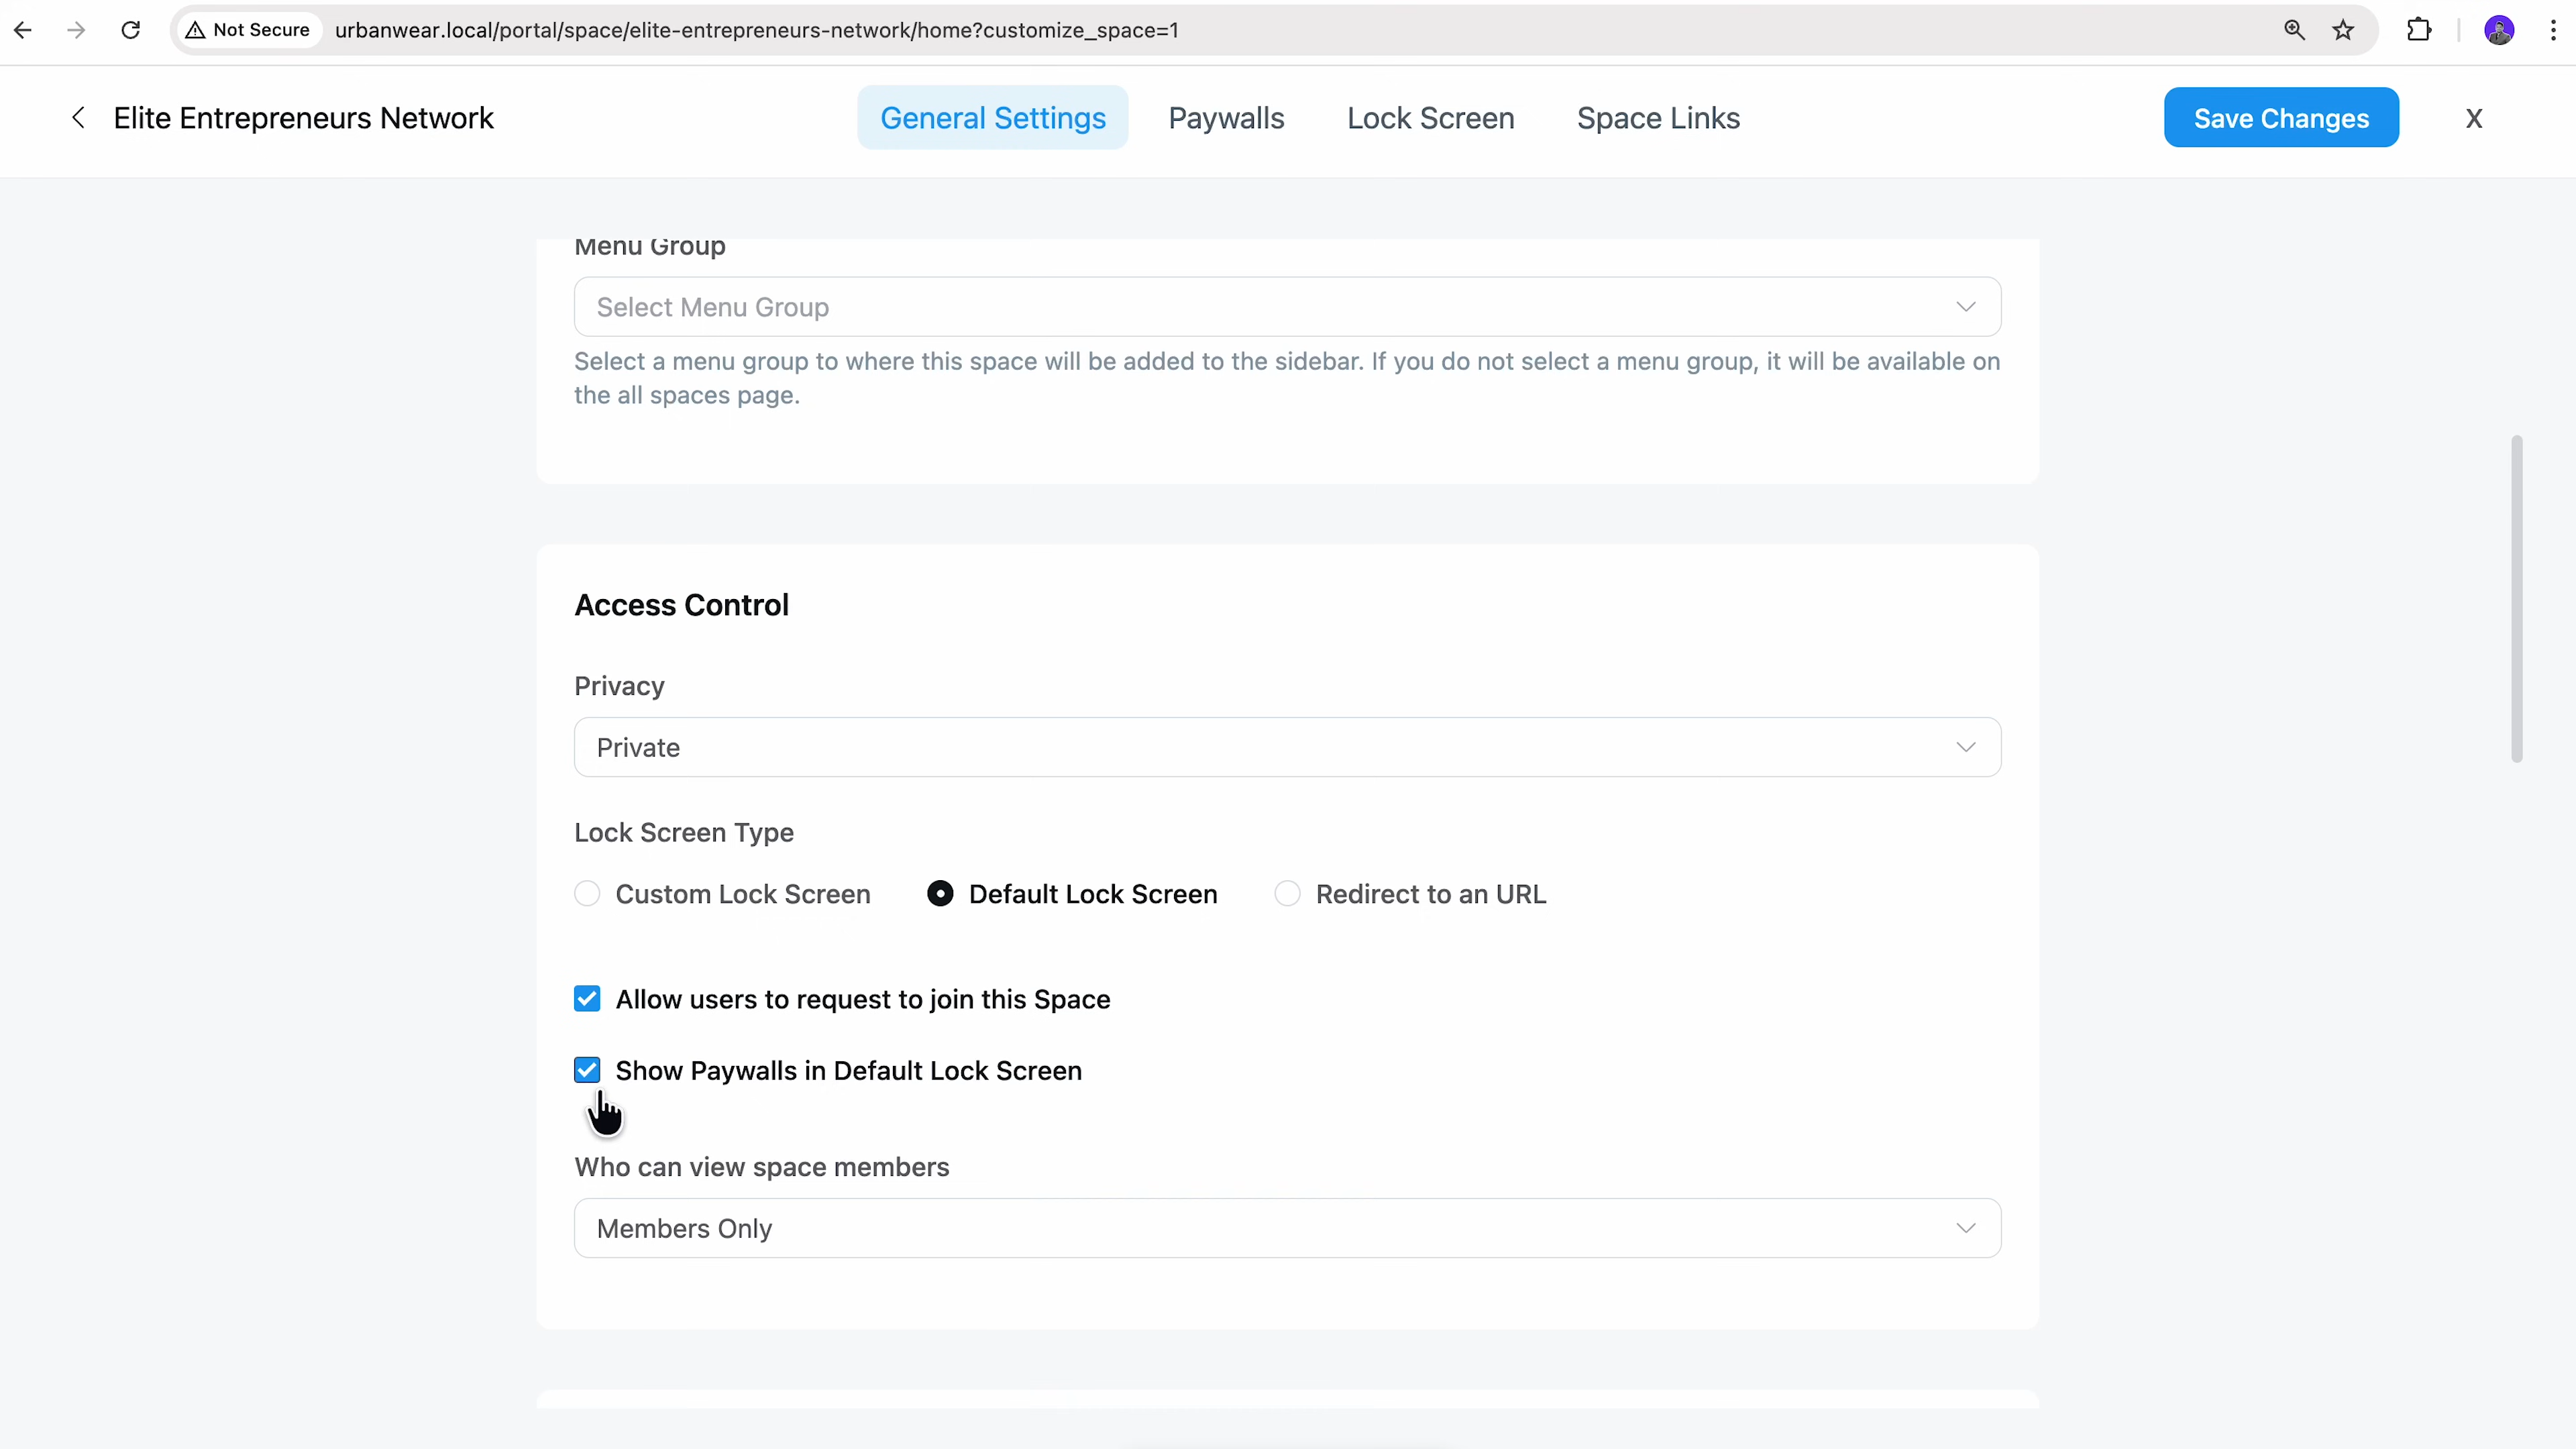 Not Secure
urbanwear.local/portal/space/elite-entrepreneurs-network/home?customize_space=1
Elite Entrepreneurs Network
General Settings
Paywalls
Lock Screen
Space Links
Save Changes
X
Menu Group
Select Menu Group
Select a menu group to where this space will be added to the sidebar. If you do not select a menu group, it will be available on
the all spaces page.
Access Control
Privacy
Private
Lock Screen Type
Custom Lock Screen
Default Lock Screen
Redirect to an URL
Allow users to request to join this Space
Show Paywalls in Default Lock Screen
Who can view space members
Members Only